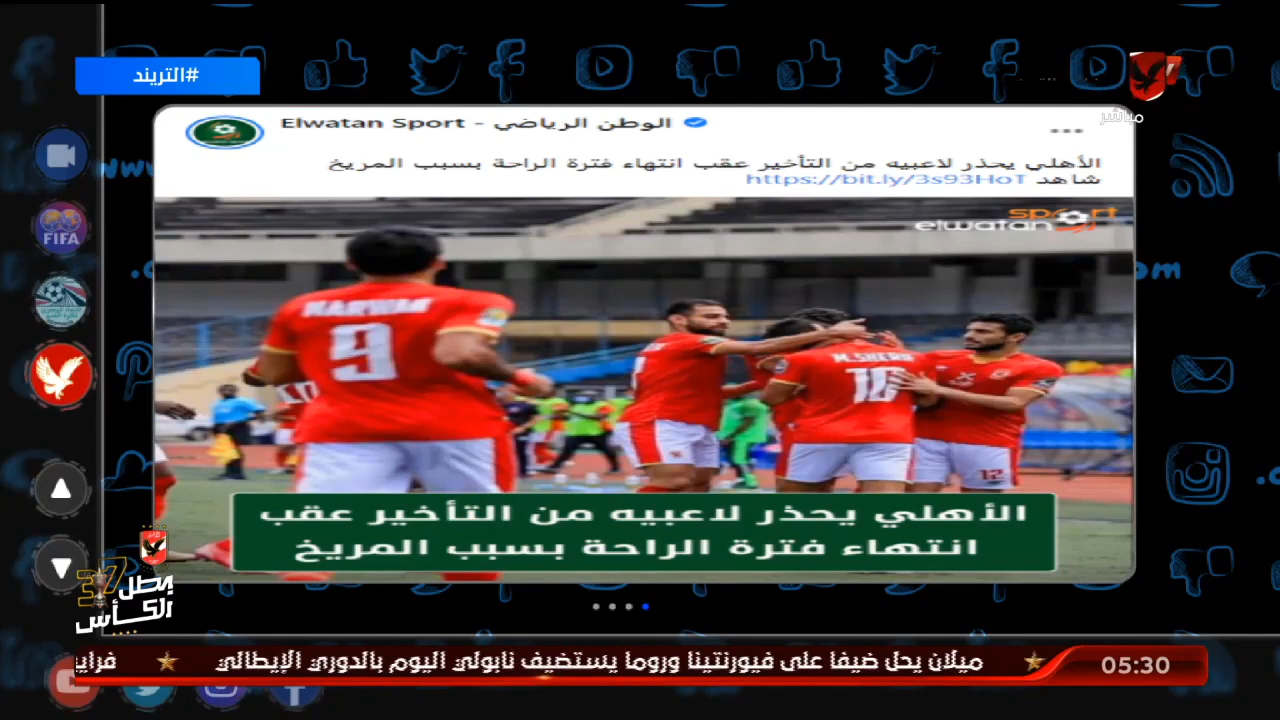 #التريند
مباشر
Elwatan Sport - الوطن الرياضي
الأهلي يحذر لاعبيه من التأخير عقب انتهاء فترة الراحة بسبب المريخ
شاهد https://bit.ly/3s93HoT
sport
elwatan
FIFA
MARWAN
9
M.SHERIF
10
12
الأهلي يحذر لاعبيه من التأخير عقب
انتهاء فترة الراحة بسبب المريخ
بطل
37
الكأس
05:30
ميلان يحل ضيفا على فيورنتينا وروما يستضيف نابولي اليوم بالدوري الإيطالي